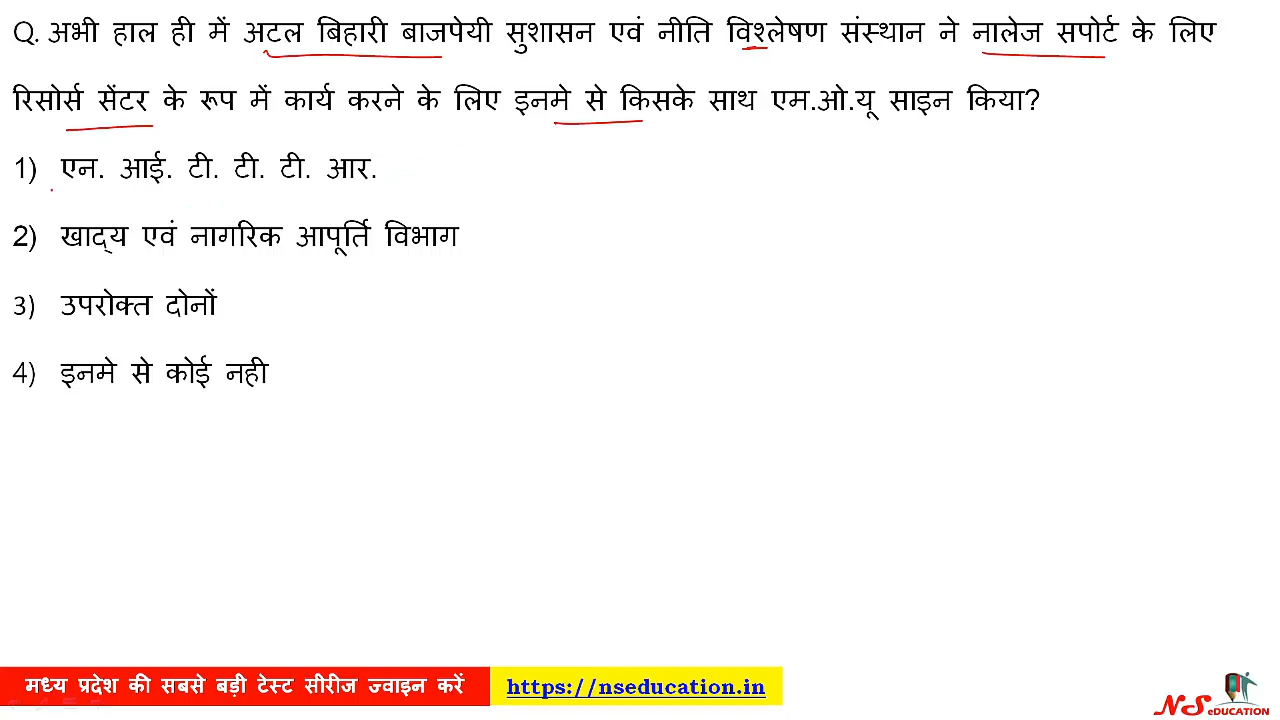 Q. अभी हाल ही में अटल बिहारी बाजपेयी सुशासन एवं नीति विश्लेषण संस्थान ने नालेज सपोर्ट के लिए
रिसोर्स सेंटर के रूप में कार्य करने के लिए इनमे से किसके साथ एम.ओ.यू साइन किया?
1) एन. आई. टी. टी. टी. आर.
2) खाद्य एवं नागरिक आपूर्ति विभाग
3) उपरोक्त दोनों
4) इनमे से कोई नही
मध्य प्रदेश की सबसे बड़ी टेस्ट सीरीज ज्वाइन करें https://nseducation.in
NS eDUCATION